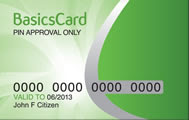 BasicsCard
PIN APPROVAL ONLY
0000 0000 0000 0000
VALID TO 06/2013
John F Citizen